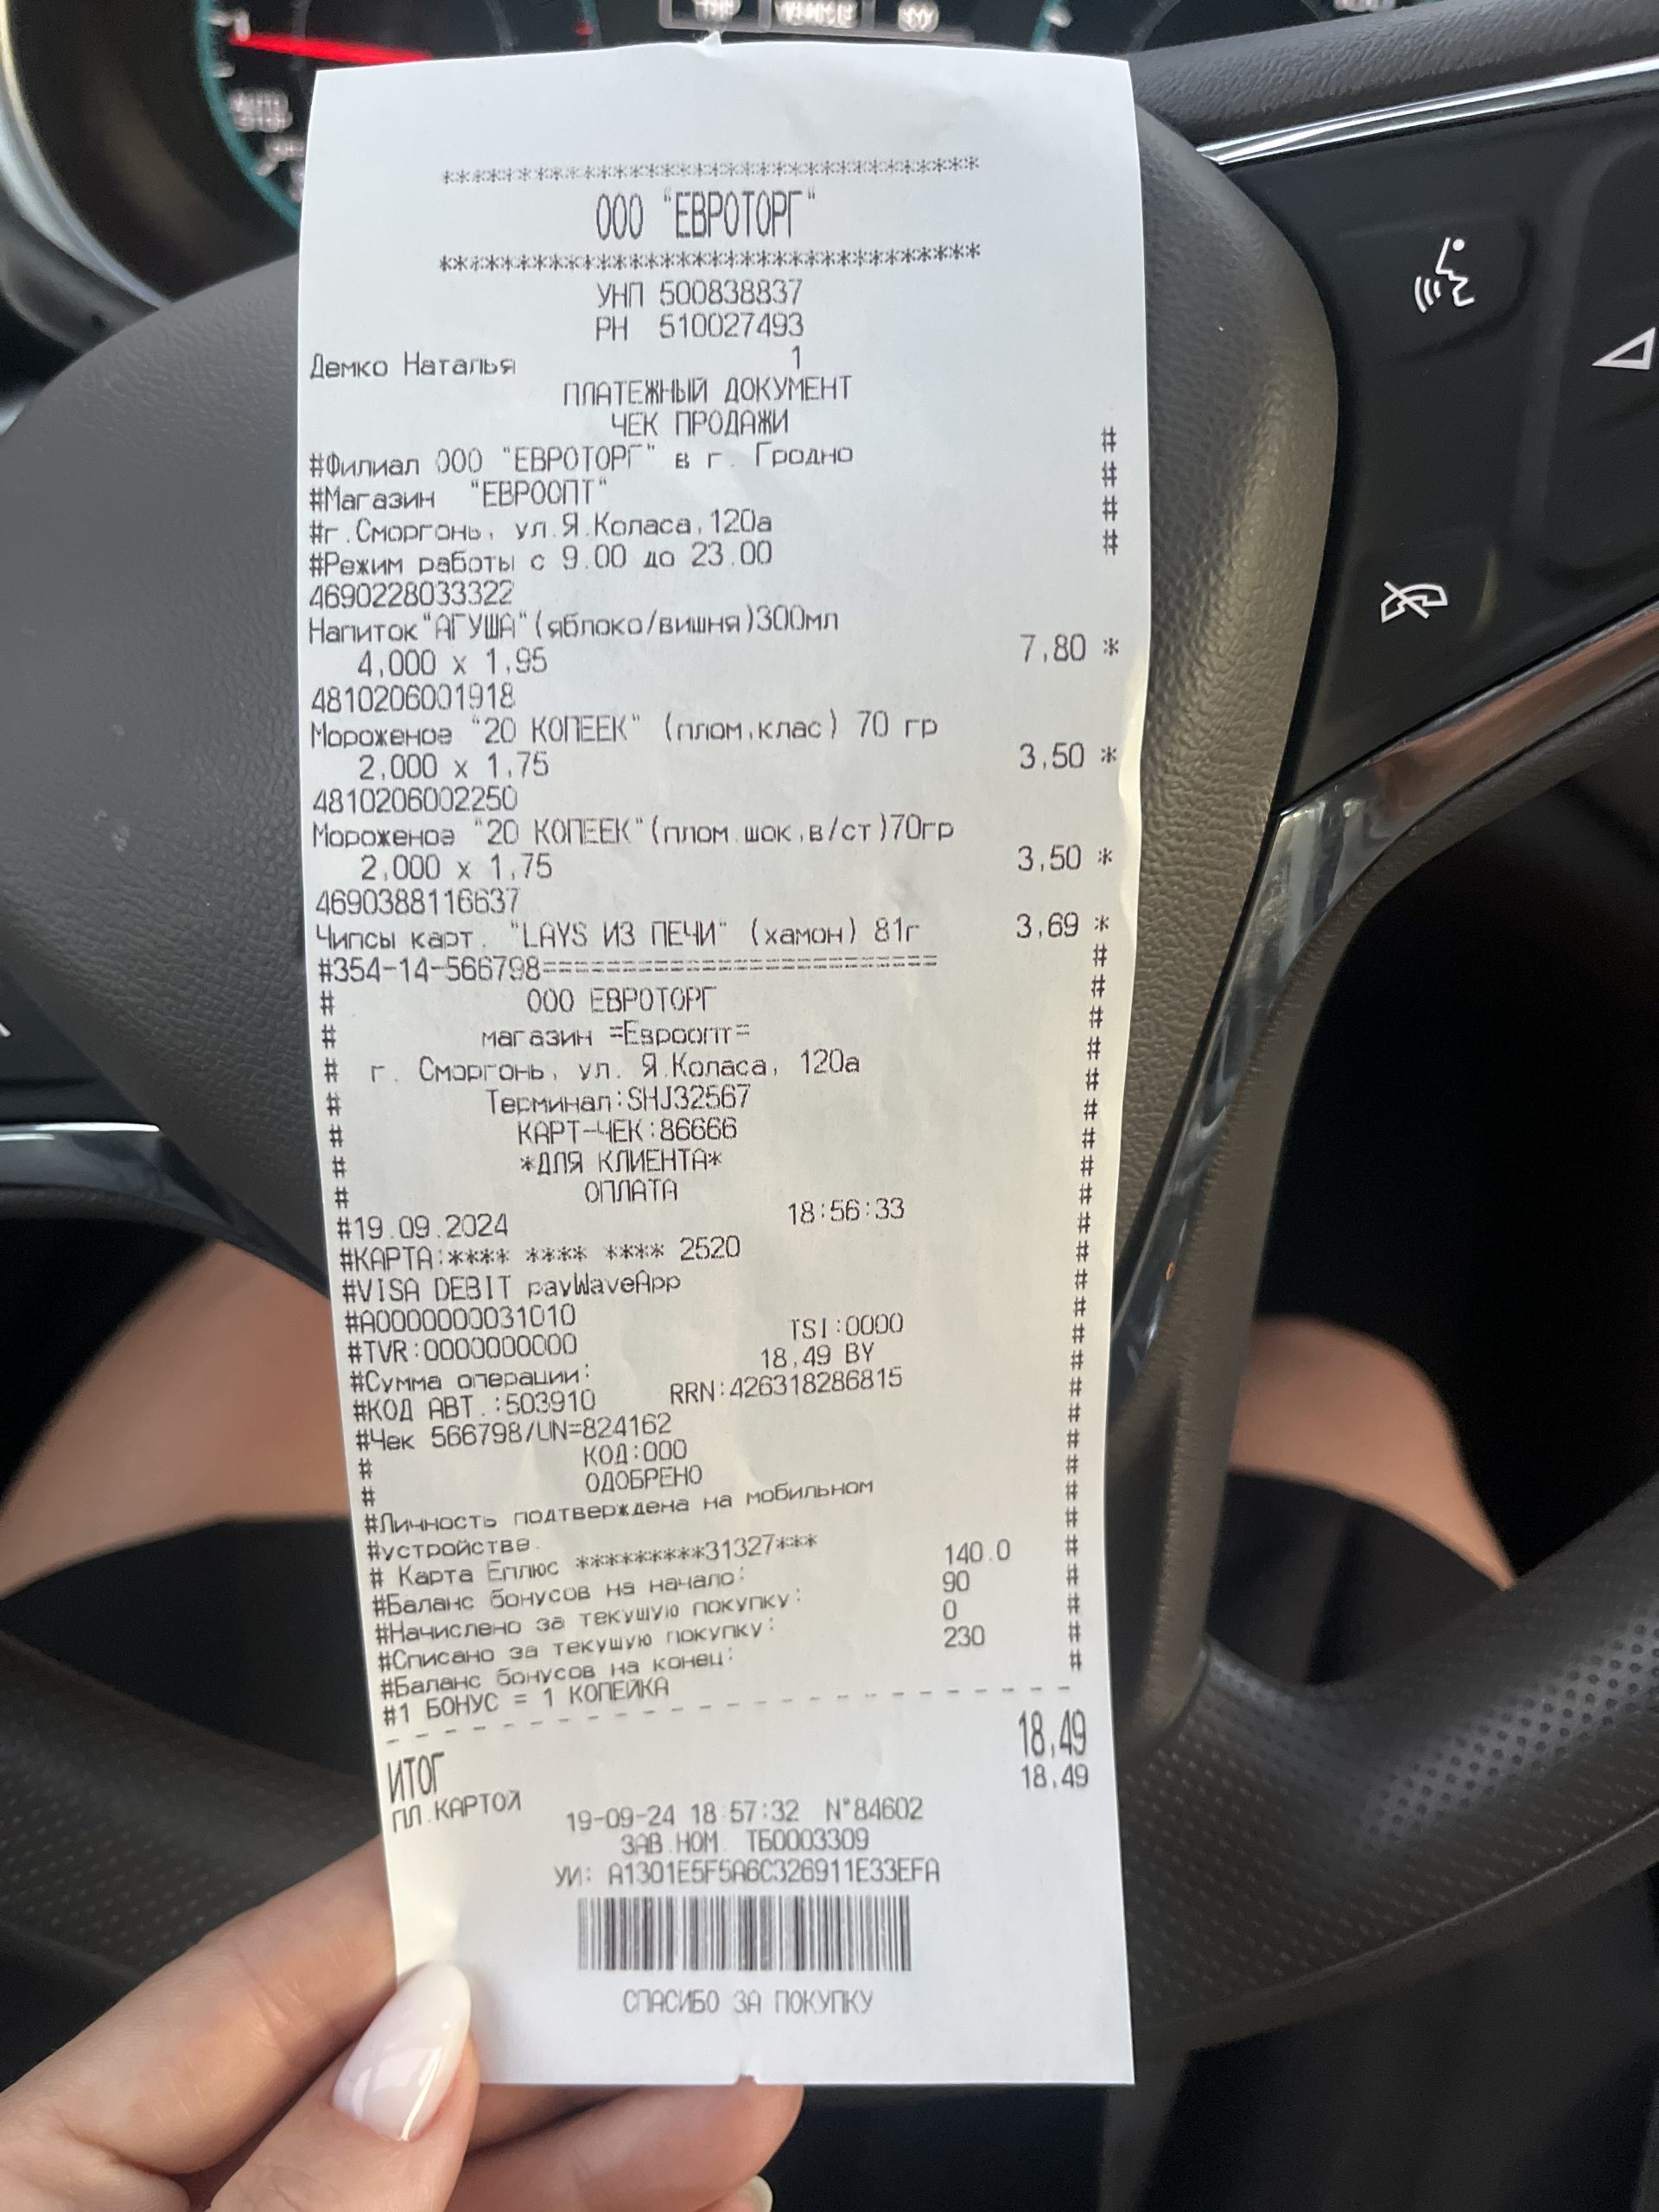 *************************************
ООО "ЕВРОТОРГ"
*************************************
УНП 500838837
РН 510027493
Демко Наталья 1
ПЛАТЕЖНЫЙ ДОКУМЕНТ
ЧЕК ПРОДАЖИ
#Филиал ООО "ЕВРОТОРГ" в г. Гродно #
#Магазин "ЕВРООПТ" #
#г.Сморгонь, ул.Я.Коласа,120а #
#Режим работы с 9.00 до 23.00 #
4690228033322
Напиток"АГУША"(яблоко/вишня)300мл
4,000 x 1,95 7,80 *
4810206001918
Мороженое "20 КОПЕЕК" (плом,клас) 70 гр
2,000 x 1,75 3,50 *
4810206002250
Мороженое "20 КОПЕЕК"(плом.шок,в/ст)70гр
2,000 x 1,75 3,50 *
4690388116637
Чипсы карт. "LAYS ИЗ ПЕЧИ" (хамон) 81г 3,69 *
#354-14-566798============================== #
# ООО ЕВРОТОРГ #
# магазин =Евроопт= #
# г. Сморгонь, ул. Я.Коласа, 120а #
# Терминал:SHJ32567 #
# КАРТ-ЧЕК:86666 #
# *ДЛЯ КЛИЕНТА* #
# ОПЛАТА #
#19.09.2024 18:56:33 #
#КАРТА:**** **** **** 2520 #
#VISA DEBIT payWaveApp #
#A0000000031010 #
#TVR:0000000000 TSI:0000 #
#Сумма операции: 18,49 BY #
#КОД АВТ.:503910 RRN:426318286815 #
#Чек 566798/UN=824162 #
# КОД:000 #
# ОДОБРЕНО #
#Личность подтверждена на мобильном #
#устройстве. #
# Карта Еплюс *********31327*** #
#Баланс бонусов на начало: 140.0 #
#Начислено за текущую покупку: 90 #
#Списано за текущую покупку: 0 #
#Баланс бонусов на конец: 230 #
#1 БОНУС = 1 КОПЕЙКА #
ИТОГ 18,49
ПЛ.КАРТОЙ 18,49
19-09-24 18:57:32 N°84602
ЗАВ.НОМ. ТБ0003309
УИ: A1301E5F5A6C326911E33EFA
СПАСИБО ЗА ПОКУПКУ